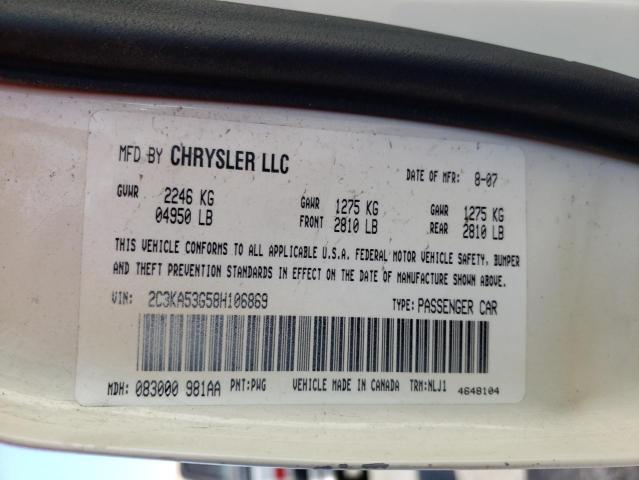 MFD BY CHRYSLER LLC DATE OF MFR: 8-07
GVWR 2246 KG GAWR 1275 KG GAWR 1275 KG
04950 LB FRONT 2810 LB REAR 2810 LB
THIS VEHICLE CONFORMS TO ALL APPLICABLE U.S.A. FEDERAL MOTOR VEHICLE SAFETY, BUMPER
AND THEFT PREVENTION STANDARDS IN EFFECT ON THE DATE OF MANUFACTURE SHOWN ABOVE.
VIN: 2C3KA53G58H106869 TYPE: PASSENGER CAR
MDH: 083000 981AA PNT:PWG VEHICLE MADE IN CANADA TRM:NLJ1 4648104